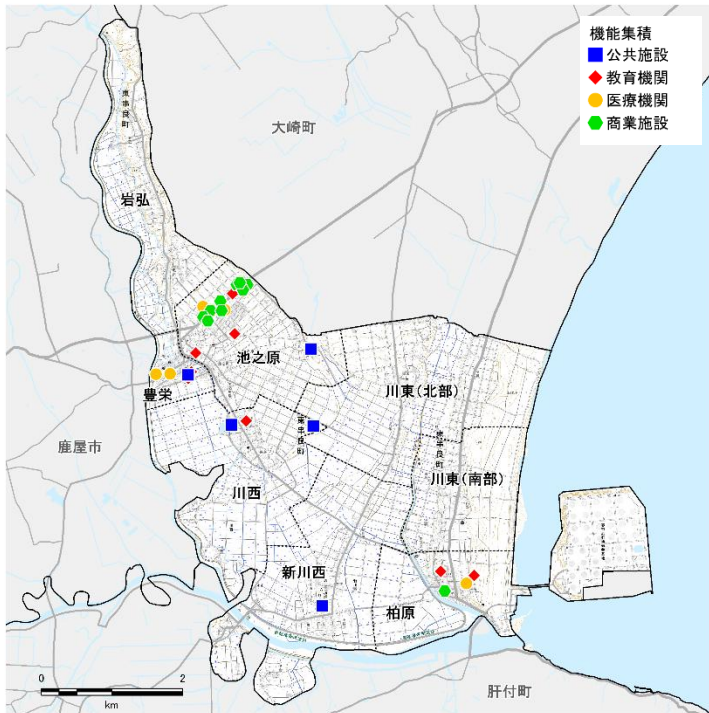 機能集積
公共施設
教育機関
医療機関
商業施設
大崎町
東串良町
岩弘
池之原
豊栄
川東(北部)
東串良町
東串良町
鹿屋市
川西
川東(南部)
新川西
柏原
肝付町
0 2
km